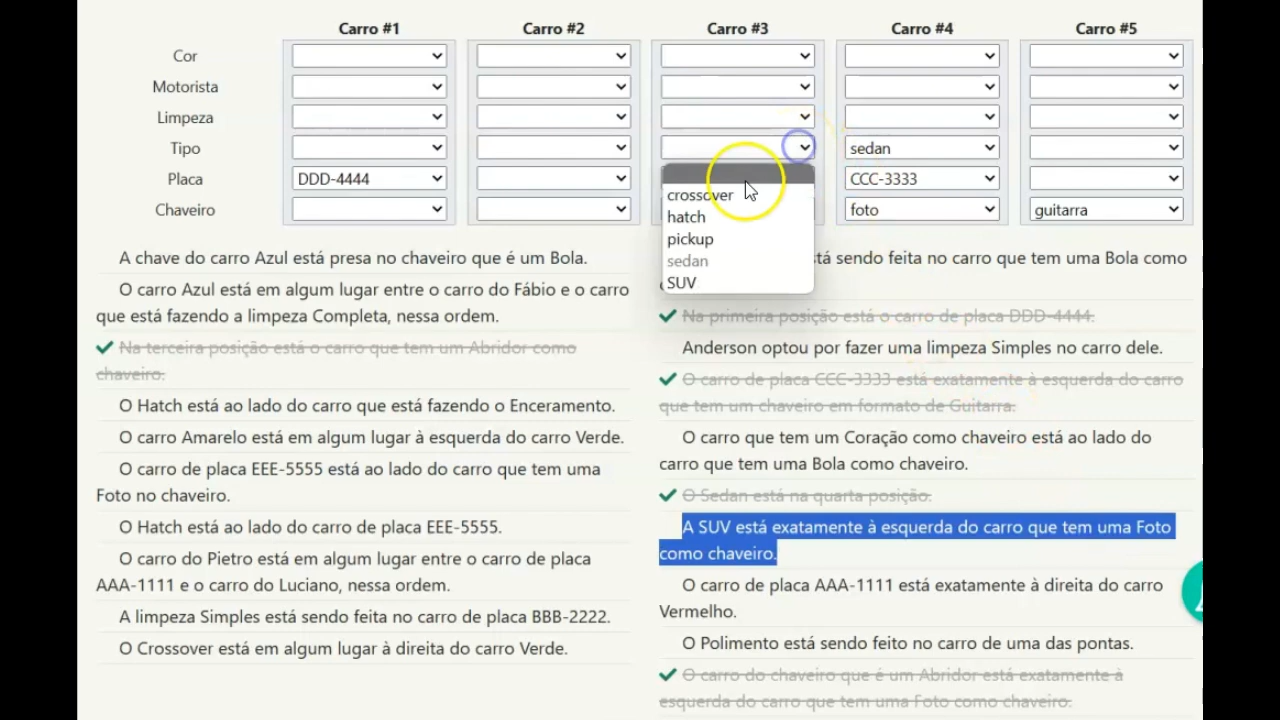 Carro #1 Carro #2 Carro #3 Carro #4 Carro #5
Cor
Motorista
Limpeza
Tipo sedan
Placa DDD-4444 CCC-3333
Chaveiro foto guitarra
crossover
hatch
pickup
sedan
SUV
A chave do carro Azul está presa no chaveiro que é um Bola.
O carro Azul está em algum lugar entre o carro do Fábio e o carro
que está fazendo a limpeza Completa, nessa ordem.
Na terceira posição está o carro que tem um Abridor como
chaveiro.
O Hatch está ao lado do carro que está fazendo o Enceramento.
O carro Amarelo está em algum lugar à esquerda do carro Verde.
O carro de placa EEE-5555 está ao lado do carro que tem uma
Foto no chaveiro.
O Hatch está ao lado do carro de placa EEE-5555.
O carro do Pietro está em algum lugar entre o carro de placa
AAA-1111 e o carro do Luciano, nessa ordem.
A limpeza Simples está sendo feita no carro de placa BBB-2222.
O Crossover está em algum lugar à direita do carro Verde.
sendo feita no carro que tem uma Bola como
Na primeira posição está o carro de placa DDD-4444.
Anderson optou por fazer uma limpeza Simples no carro dele.
O carro de placa CCC-3333 está exatamente à esquerda do carro
que tem um chaveiro em formato de Guitarra.
O carro que tem um Coração como chaveiro está ao lado do
carro que tem uma Bola como chaveiro.
O Sedan está na quarta posição.
A SUV está exatamente à esquerda do carro que tem uma Foto
como chaveiro.
O carro de placa AAA-1111 está exatamente à direita do carro
Vermelho.
O Polimento está sendo feito no carro de uma das pontas.
O carro do chaveiro que é um Abridor está exatamente à
esquerda do carro que tem uma Foto como chaveiro.